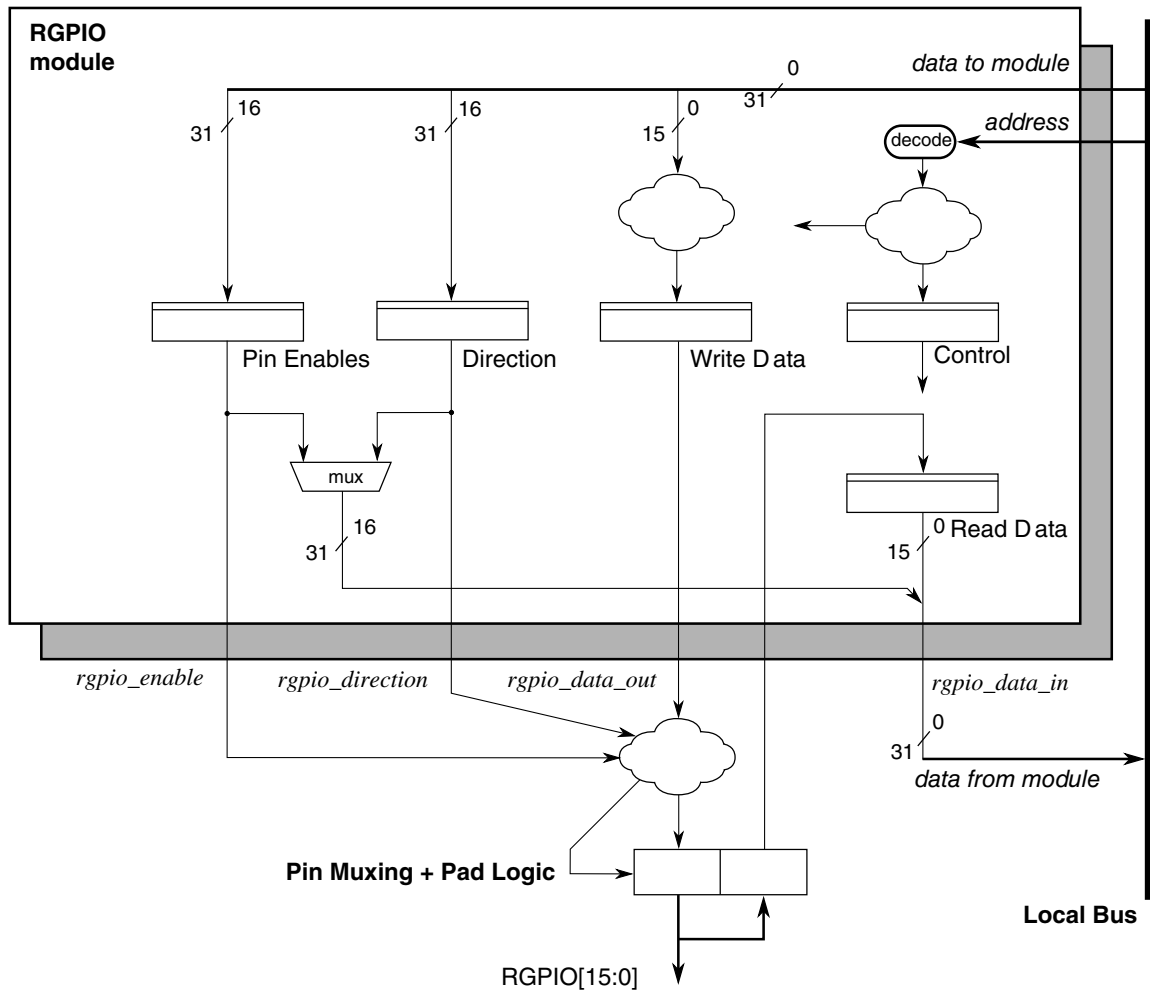 RGPIO
module
data to module
0
31
16
31
16
31
0
15
address
decode
Pin Enables
Direction
Write Data
Control
mux
16
31
0
15
Read Data
rgpio_enable
rgpio_direction
rgpio_data_out
rgpio_data_in
0
31
data from module
Pin Muxing + Pad Logic
Local Bus
RGPIO[15:0]